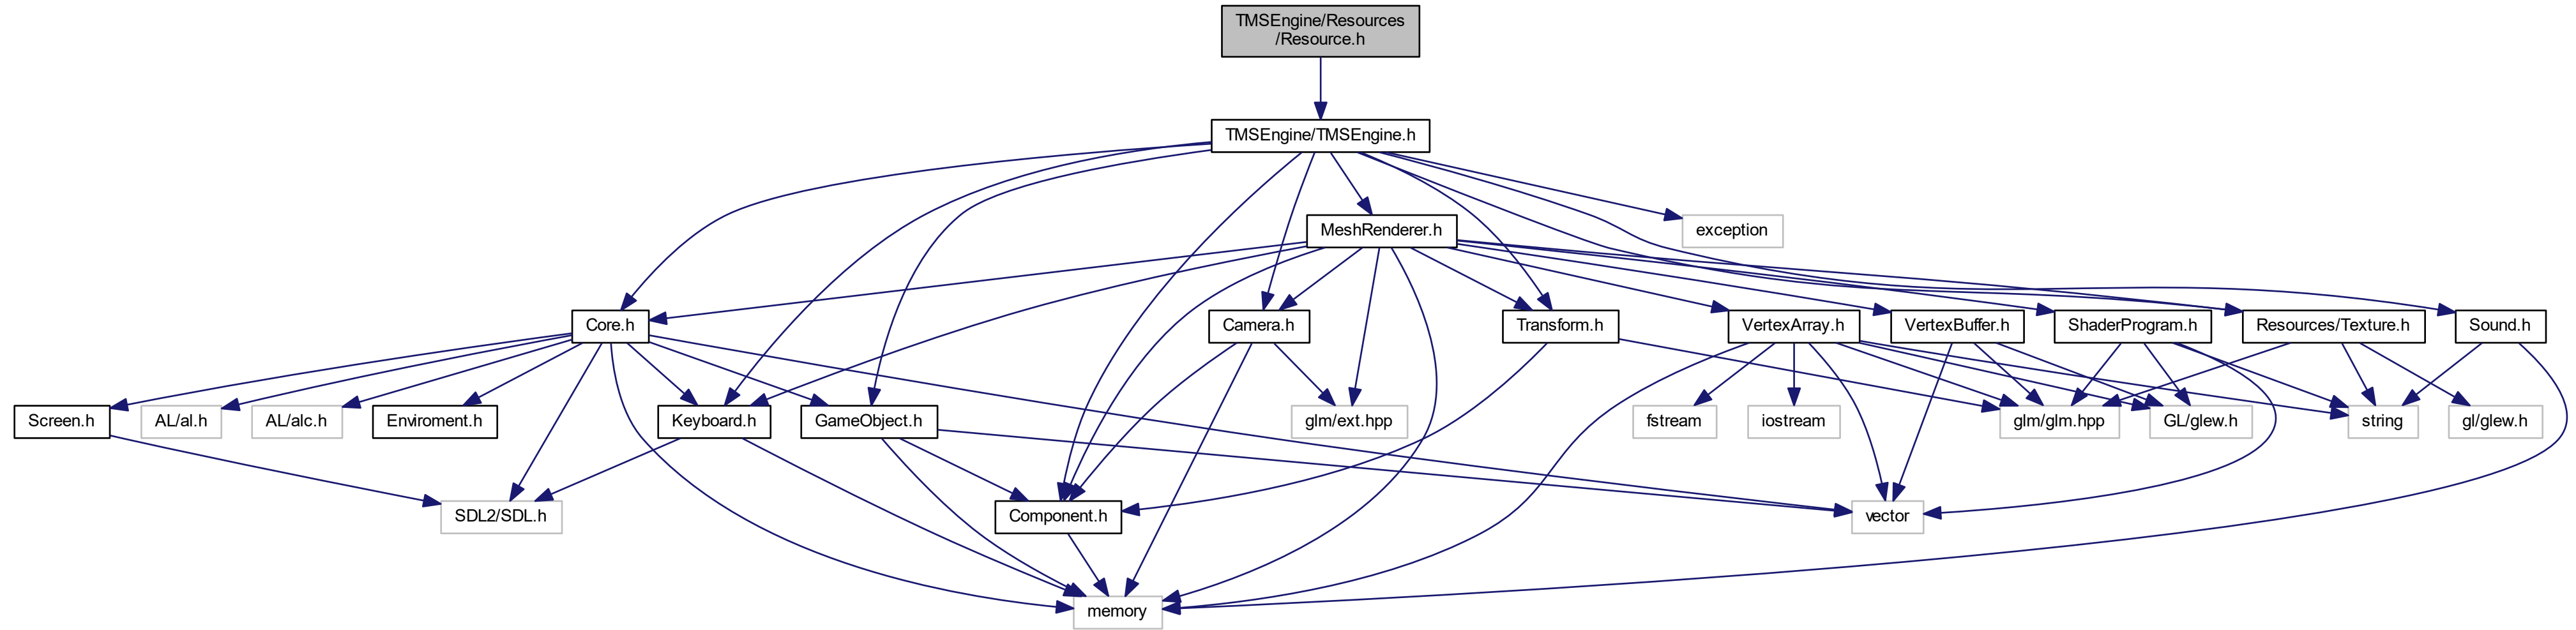 TMSEngine/Resources
/Resource.h
TMSEngine/TMSEngine.h
MeshRenderer.h
exception
Core.h
Camera.h
Transform.h
VertexArray.h
VertexBuffer.h
ShaderProgram.h
Resources/Texture.h
Sound.h
Screen.h
AL/al.h
AL/alc.h
Enviroment.h
Keyboard.h
GameObject.h
glm/ext.hpp
fstream
iostream
glm/glm.hpp
GL/glew.h
string
gl/glew.h
SDL2/SDL.h
Component.h
vector
memory